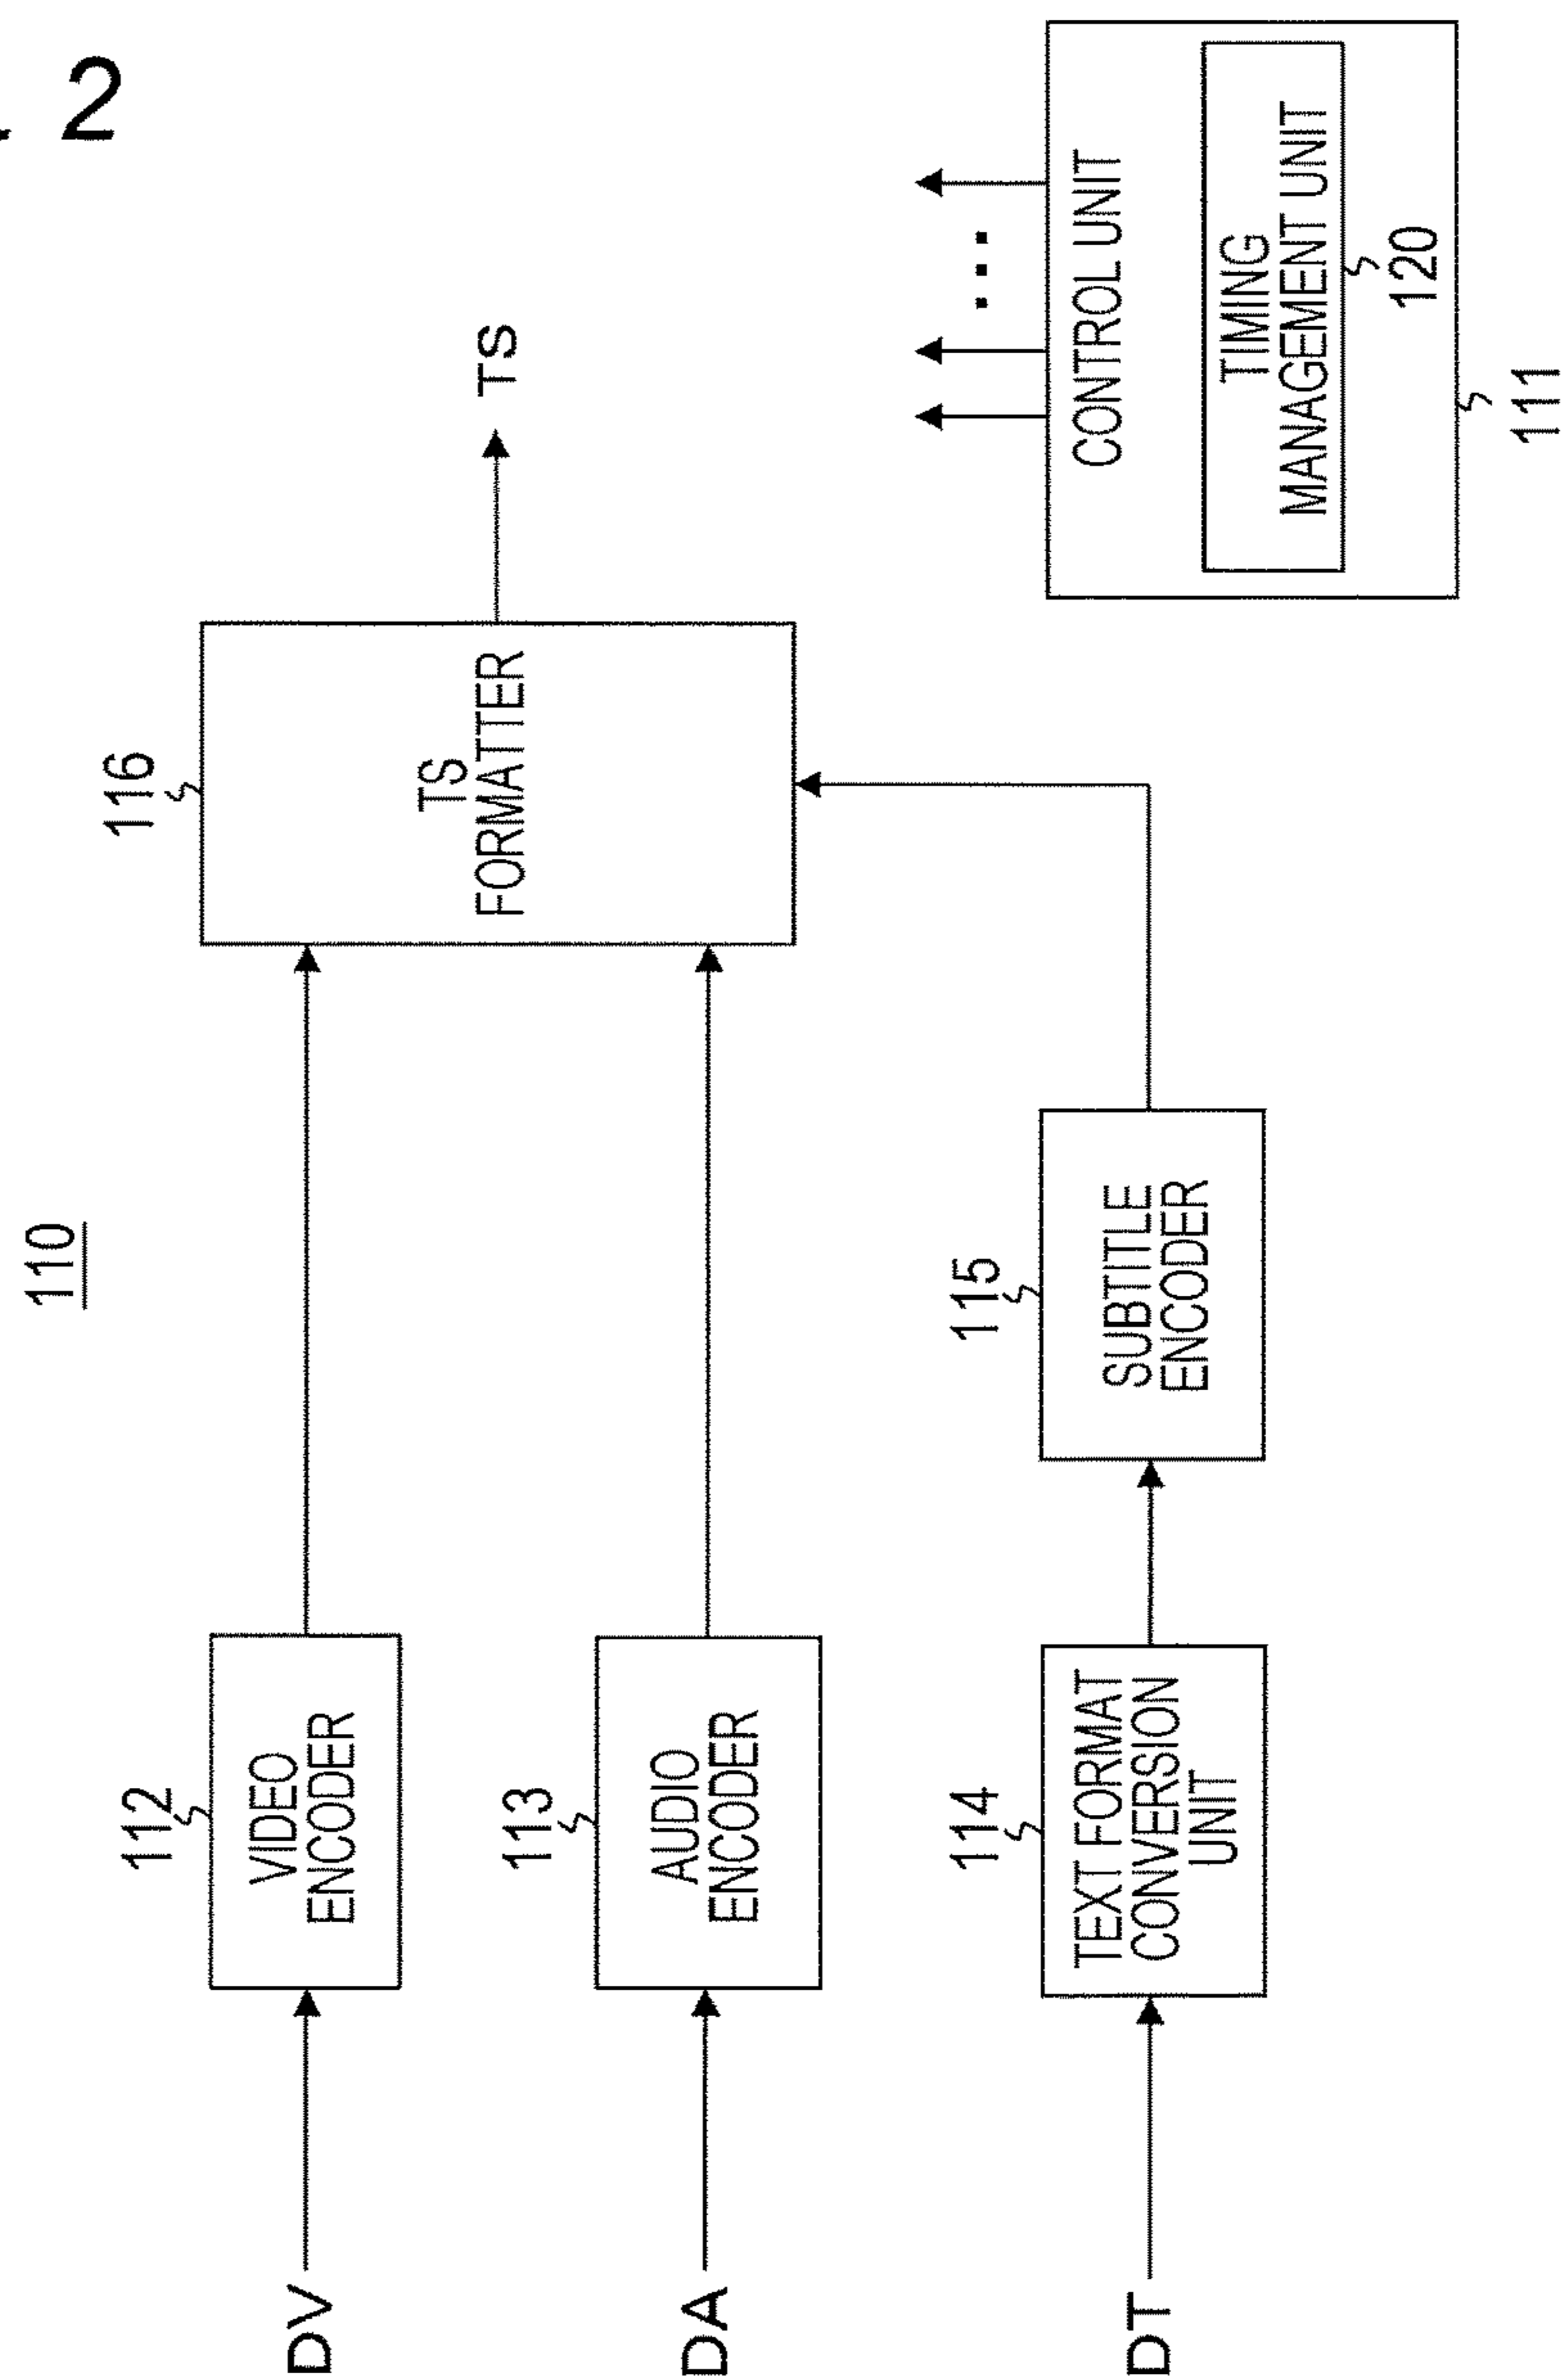 2
110
112
VIDEO
ENCODER
DV
113
AUDIO
ENCODER
DA
116
TS
FORMATTER
TS
114
TEXT FORMAT
CONVERSION
UNIT
DT
115
SUBTITLE
ENCODER
CONTROL UNIT
TIMING
MANAGEMENT UNIT
120
111